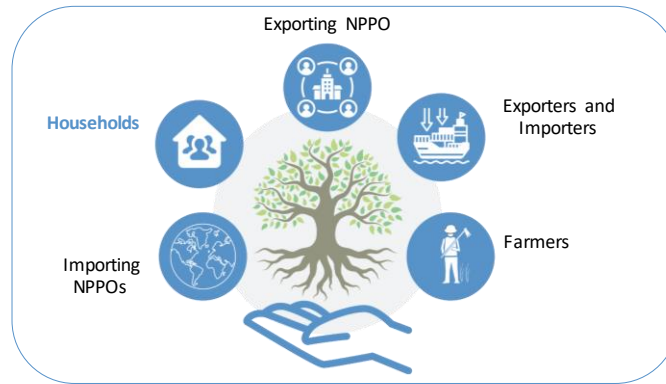 Exporting NPPO
Households
Exporters and
Importers
Farmers
Importing
NPPOs